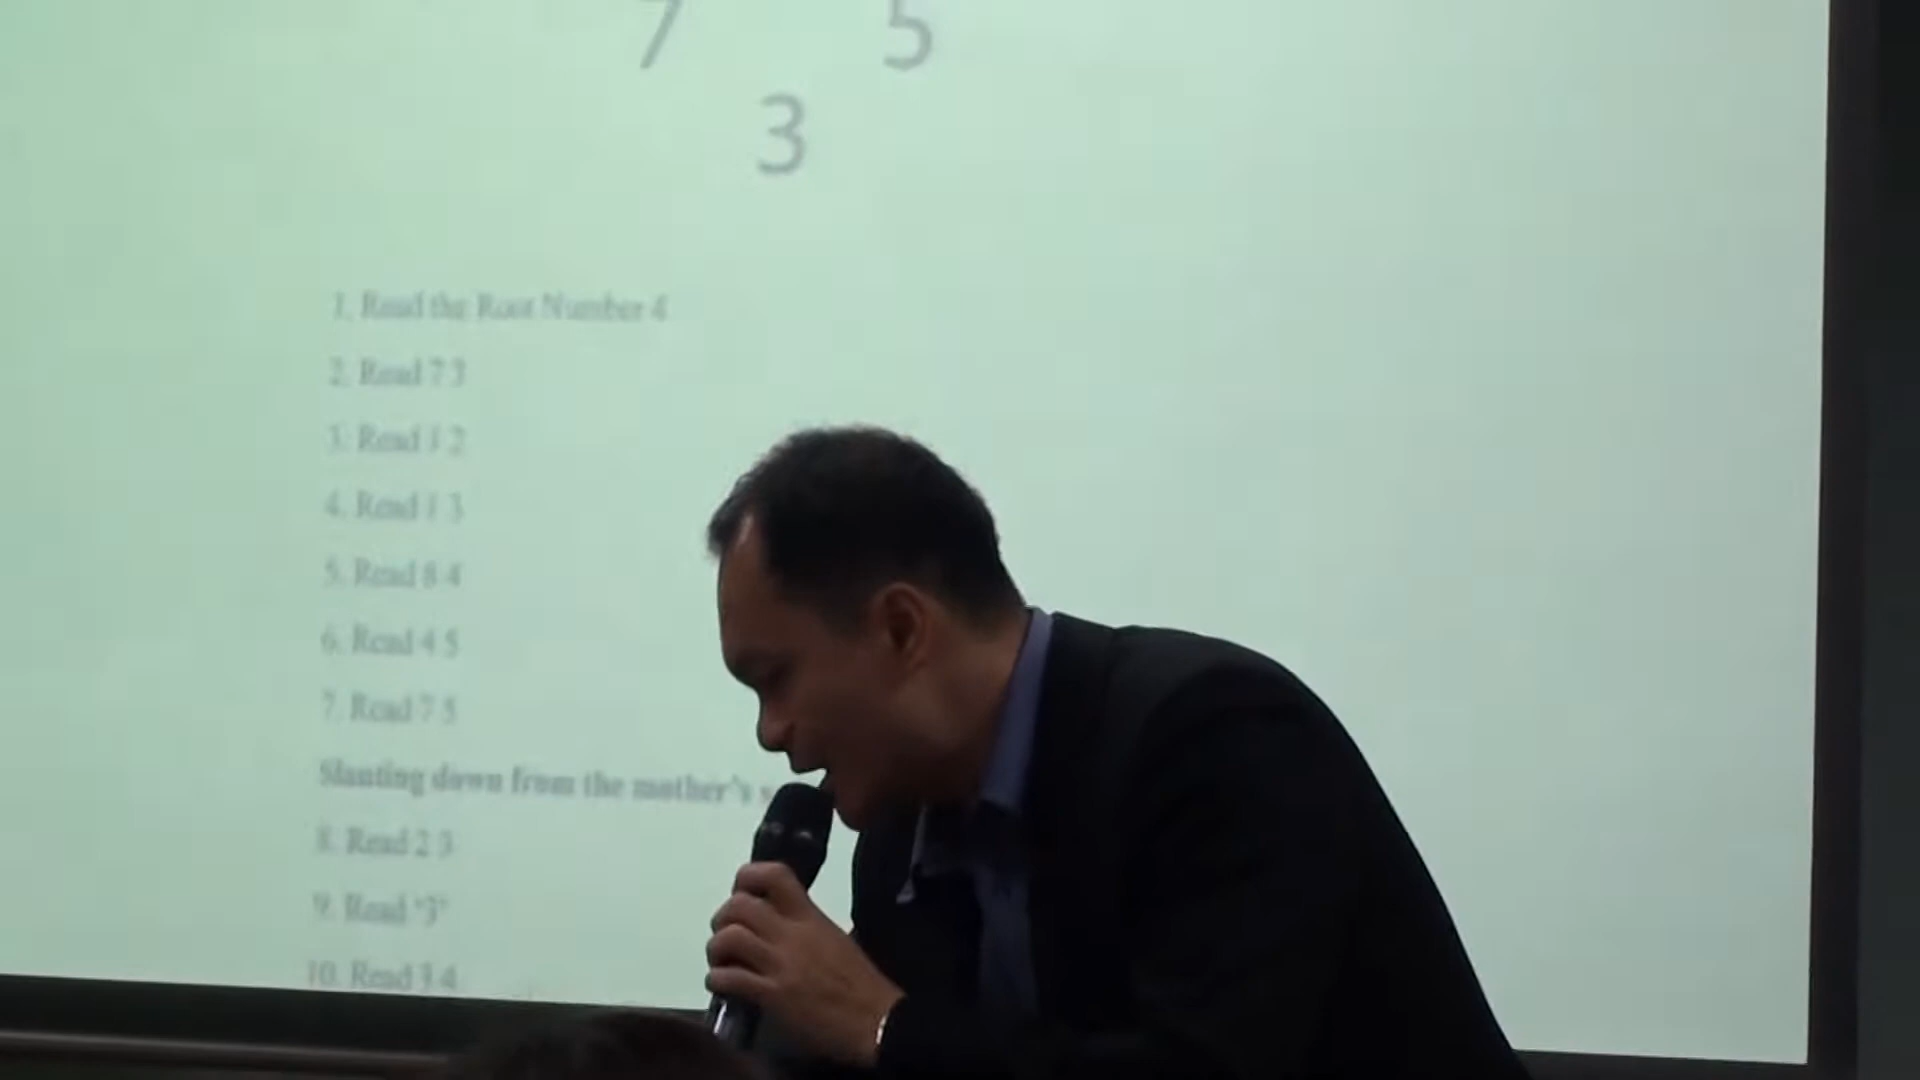 7 5
3
1. Read the Root Number 4
2. Read 7 3
3. Read 1 2
4. Read 1 3
5. Read 8 4
6. Read 4 5
7. Read 7 5
Slanting down from the mother's
8. Read 2 3
9. Read '3'
10. Read 3 4